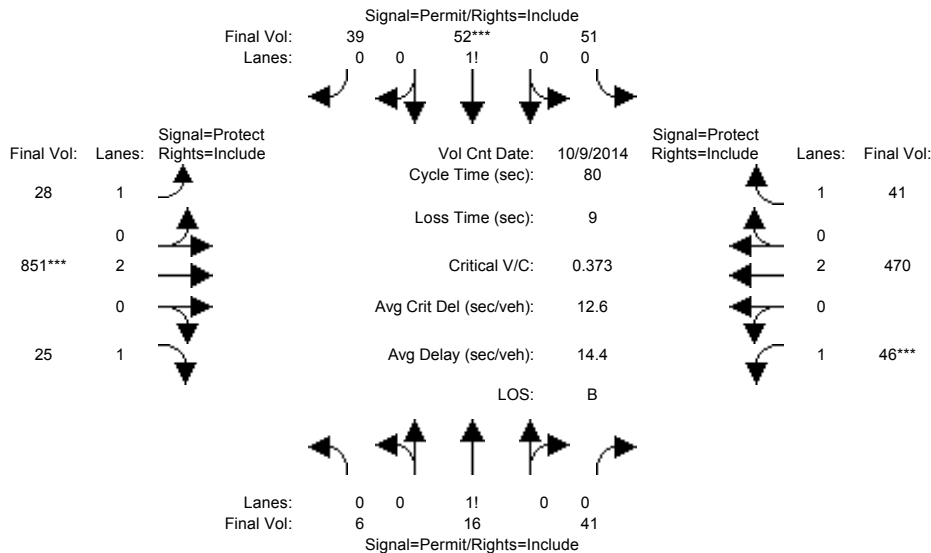 Signal=Permit/Rights=Include
Final Vol: 39 52*** 51
Lanes: 0 0 1! 0 0
Signal=Protect Signal=Protect
Final Vol: Lanes: Rights=Include Vol Cnt Date: 10/9/2014 Rights=Include Lanes: Final Vol:
Cycle Time (sec): 80
28 1 1 41
Loss Time (sec): 9
0 0
851*** 2 Critical V/C: 0.373 2 470
0 Avg Crit Del (sec/veh): 12.6 0
25 1 Avg Delay (sec/veh): 14.4 1 46***
LOS: B
Lanes: 0 0 1! 0 0
Final Vol: 6 16 41
Signal=Permit/Rights=Include